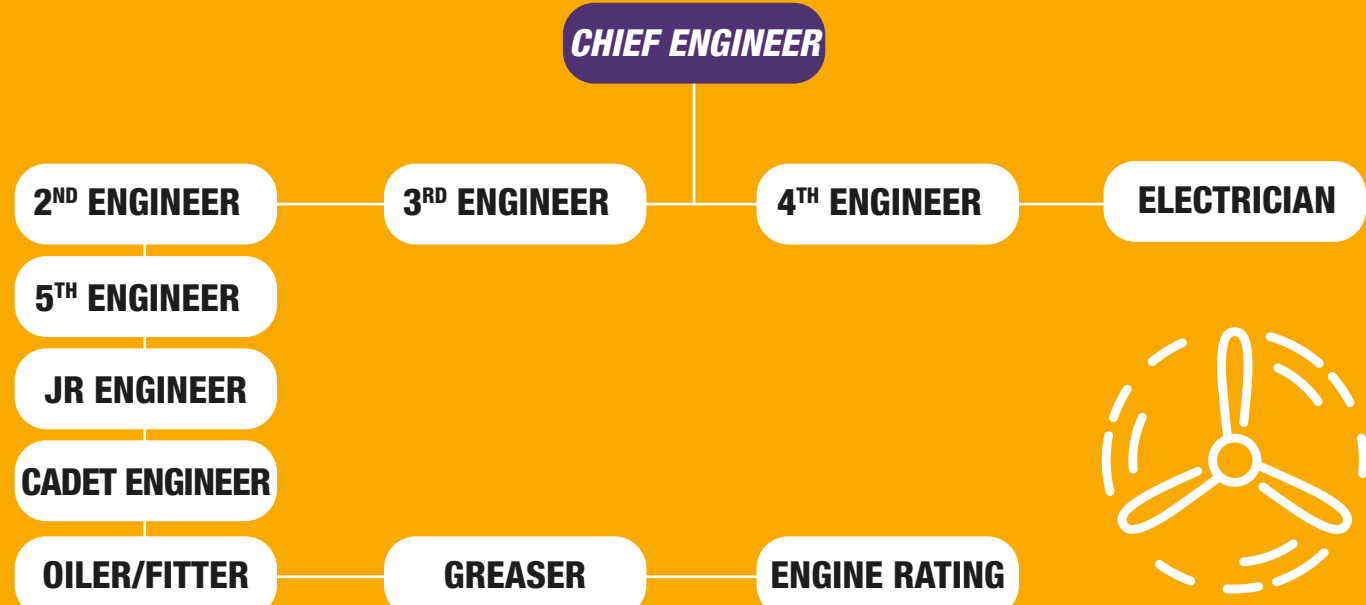 CHIEF ENGINEER
2ND ENGINEER
3RD ENGINEER
4TH ENGINEER
ELECTRICIAN
5TH ENGINEER
JR ENGINEER
CADET ENGINEER
OILER/FITTER
GREASER
ENGINE RATING